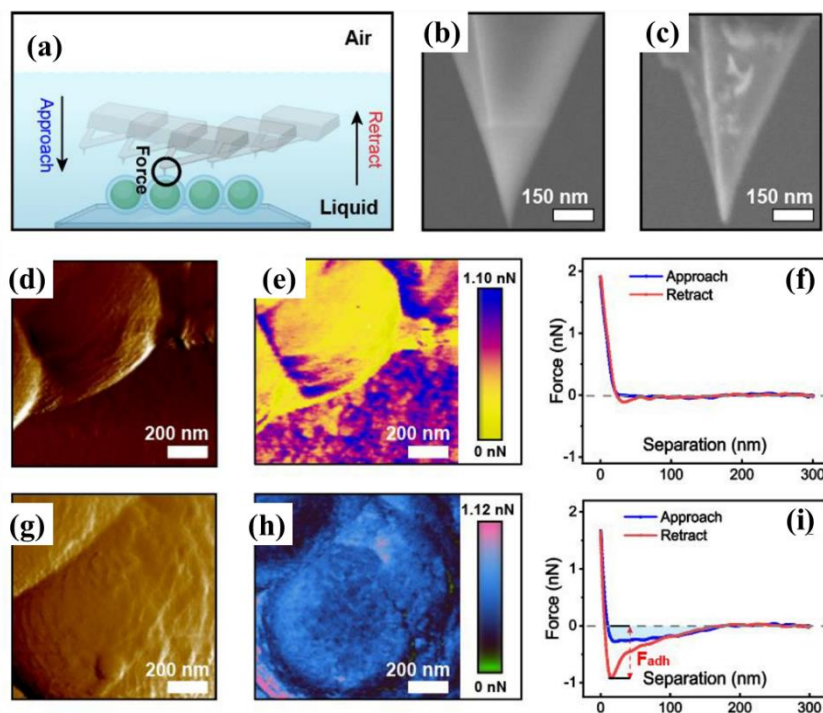 (a)
Air
Approach
Force
Retract
Liquid
(b)
150 nm
(c)
150 nm
(d)
200 nm
(e)
200 nm
1.10 nN
0 nN
(f)
Approach
Retract
Force (nN)
2
1
0
-1
Separation (nm)
0 100 200 300
(g)
200 nm
(h)
200 nm
1.12 nN
0 nN
(i)
Approach
Retract
Force (nN)
2
1
0
-1
Fadh
Separation (nm)
0 100 200 300